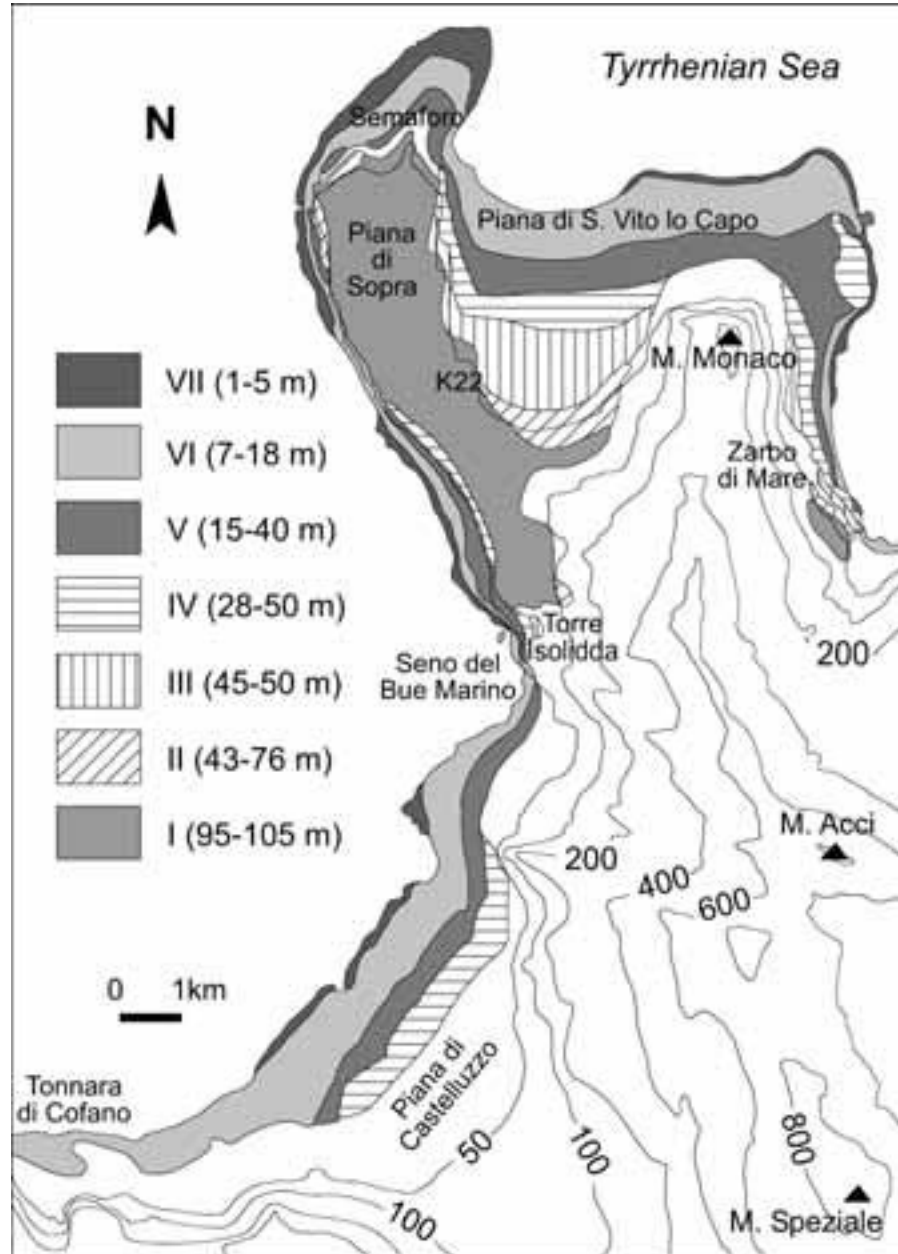 Tyrrhenian Sea
N
Semaforo
Piana di S. Vito lo Capo
Piana
di
Sopra
M. Monaco
K22
VII (1-5 m)
VI (7-18 m)
V (15-40 m)
IV (28-50 m)
III (45-50 m)
II (43-76 m)
I (95-105 m)
Zarbo
di Mare
200
Torre
Isolidda
Seno del
Bue Marino
M. Acci
200
400
600
0 1km
Piana di
Castelluzzo
Tonnara
di Cofano
50
100
800
100
M. Speziale